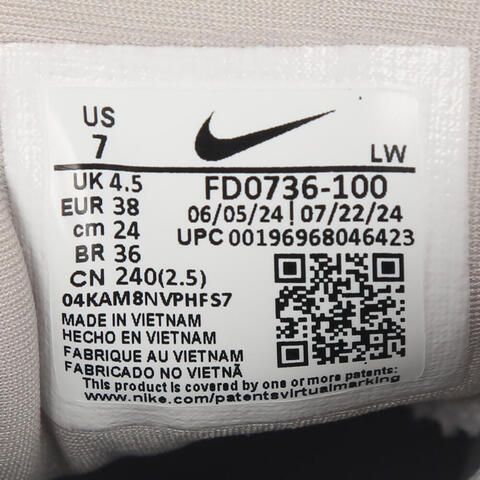 US
7
LW
UK 4.5
EUR 38
cm 24
BR 36
CN 240(2.5)
FD0736-100
06/05/24 | 07/22/24
UPC 00196968046423
04KAM8NVPHFS7
MADE IN VIETNAM
HECHO EN VIETNAM
FABRIQUE AU VIETNAM
FABRICADO NO VIETNÃ
This product is covered by one or more patents:
www.nike.com/patentsvirtualmarking